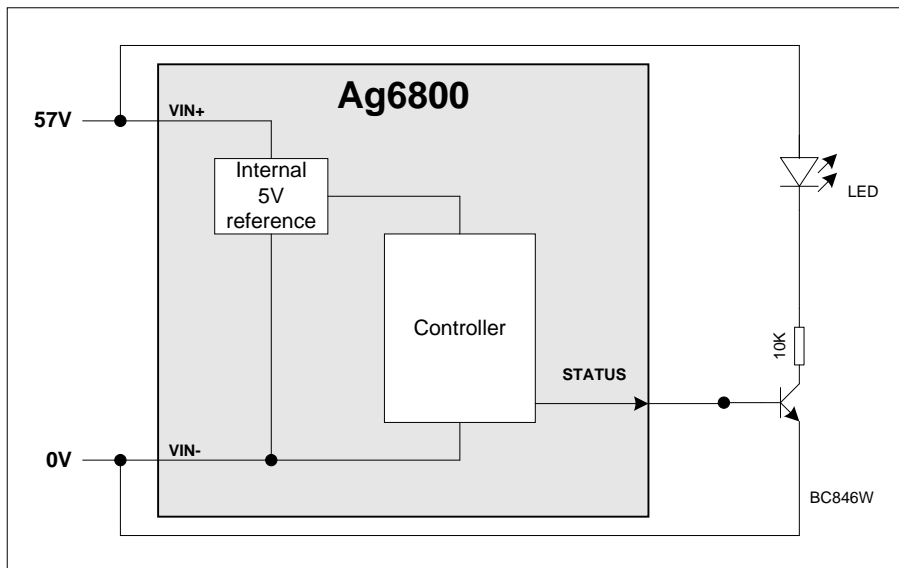 Ag6800
57V
VIN+
Internal
5V
reference
LED
Controller
10K
STATUS
0V
VIN-
BC846W